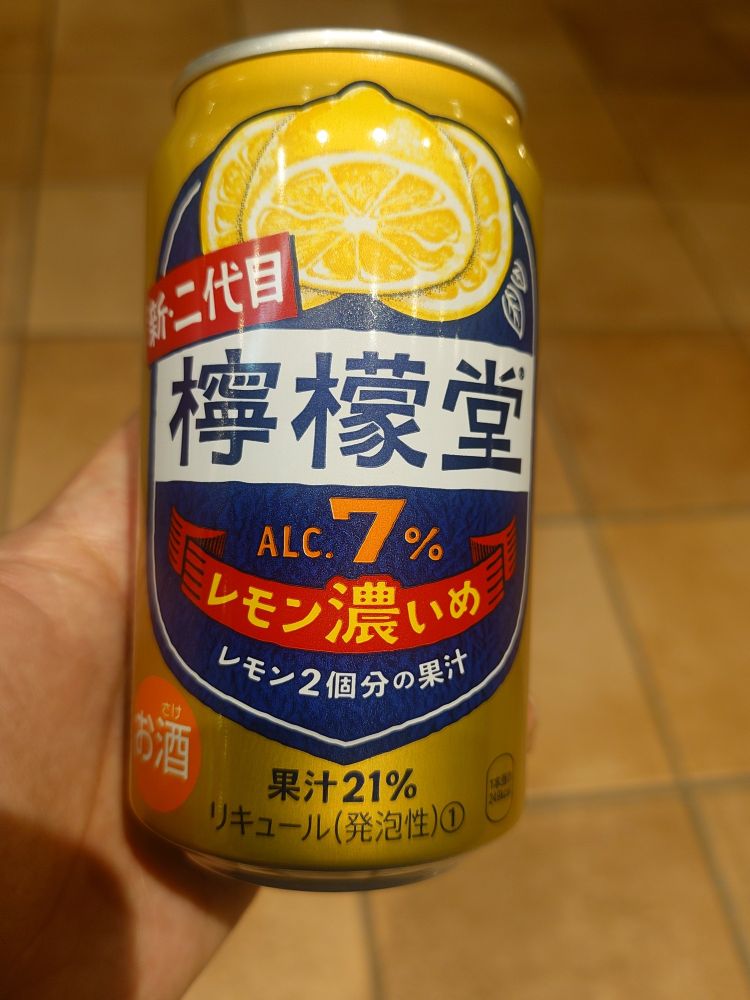 新・二代目
檸檬堂
ALC.7%
レモン濃いめ
レモン2個分の果汁
さけ
お酒
果汁21%
リキュール(発泡性)①